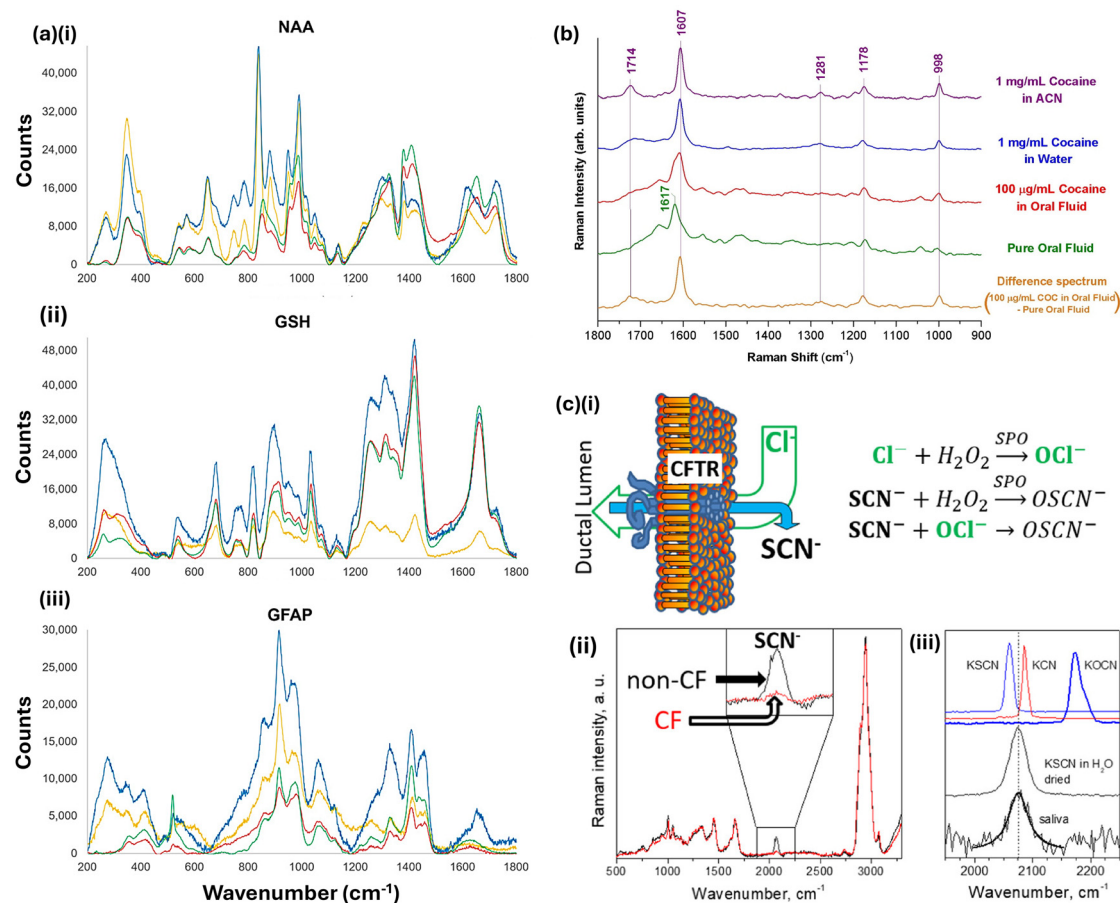 (a)(i)
NAA
Counts
40,000
32,000
24,000
16,000
8,000
0
200 400 600 800 1000 1200 1400 1600 1800
(ii)
GSH
Counts
48,000
40,000
32,000
24,000
16,000
8,000
0
200 400 600 800 1000 1200 1400 1600 1800
(iii)
GFAP
Counts
30,000
25,000
20,000
15,000
10,000
5,000
0
200 400 600 800 1000 1200 1400 1600 1800
Wavenumber (cm⁻¹)
(b)
1714
1607
1281
1178
998
1617
1 mg/mL Cocaine
in ACN
1 mg/mL Cocaine
in Water
100 µg/mL Cocaine
in Oral Fluid
Pure Oral Fluid
Difference spectrum
(100 µg/mL COC in Oral Fluid
- Pure Oral Fluid)
Raman Intensity (arb. units)
1800 1700 1600 1500 1400 1300 1200 1100 1000 900
Raman Shift (cm⁻¹)
(c)(i)
Ductal Lumen
CFTR
Cl⁻
SCN⁻
Cl⁻ + H₂O₂ SPO→ OCl⁻
SCN⁻ + H₂O₂ SPO→ OSCN⁻
SCN⁻ + OCl⁻ → OSCN⁻
(ii)
SCN⁻
non-CF
CF
Raman intensity, a. u.
500 1000 1500 2000 2500 3000
Wavenumber, cm⁻¹
(iii)
KSCN
KCN
KOCN
KSCN in H₂O
dried
saliva
2000 2100 2200
Wavenumber, cm⁻¹